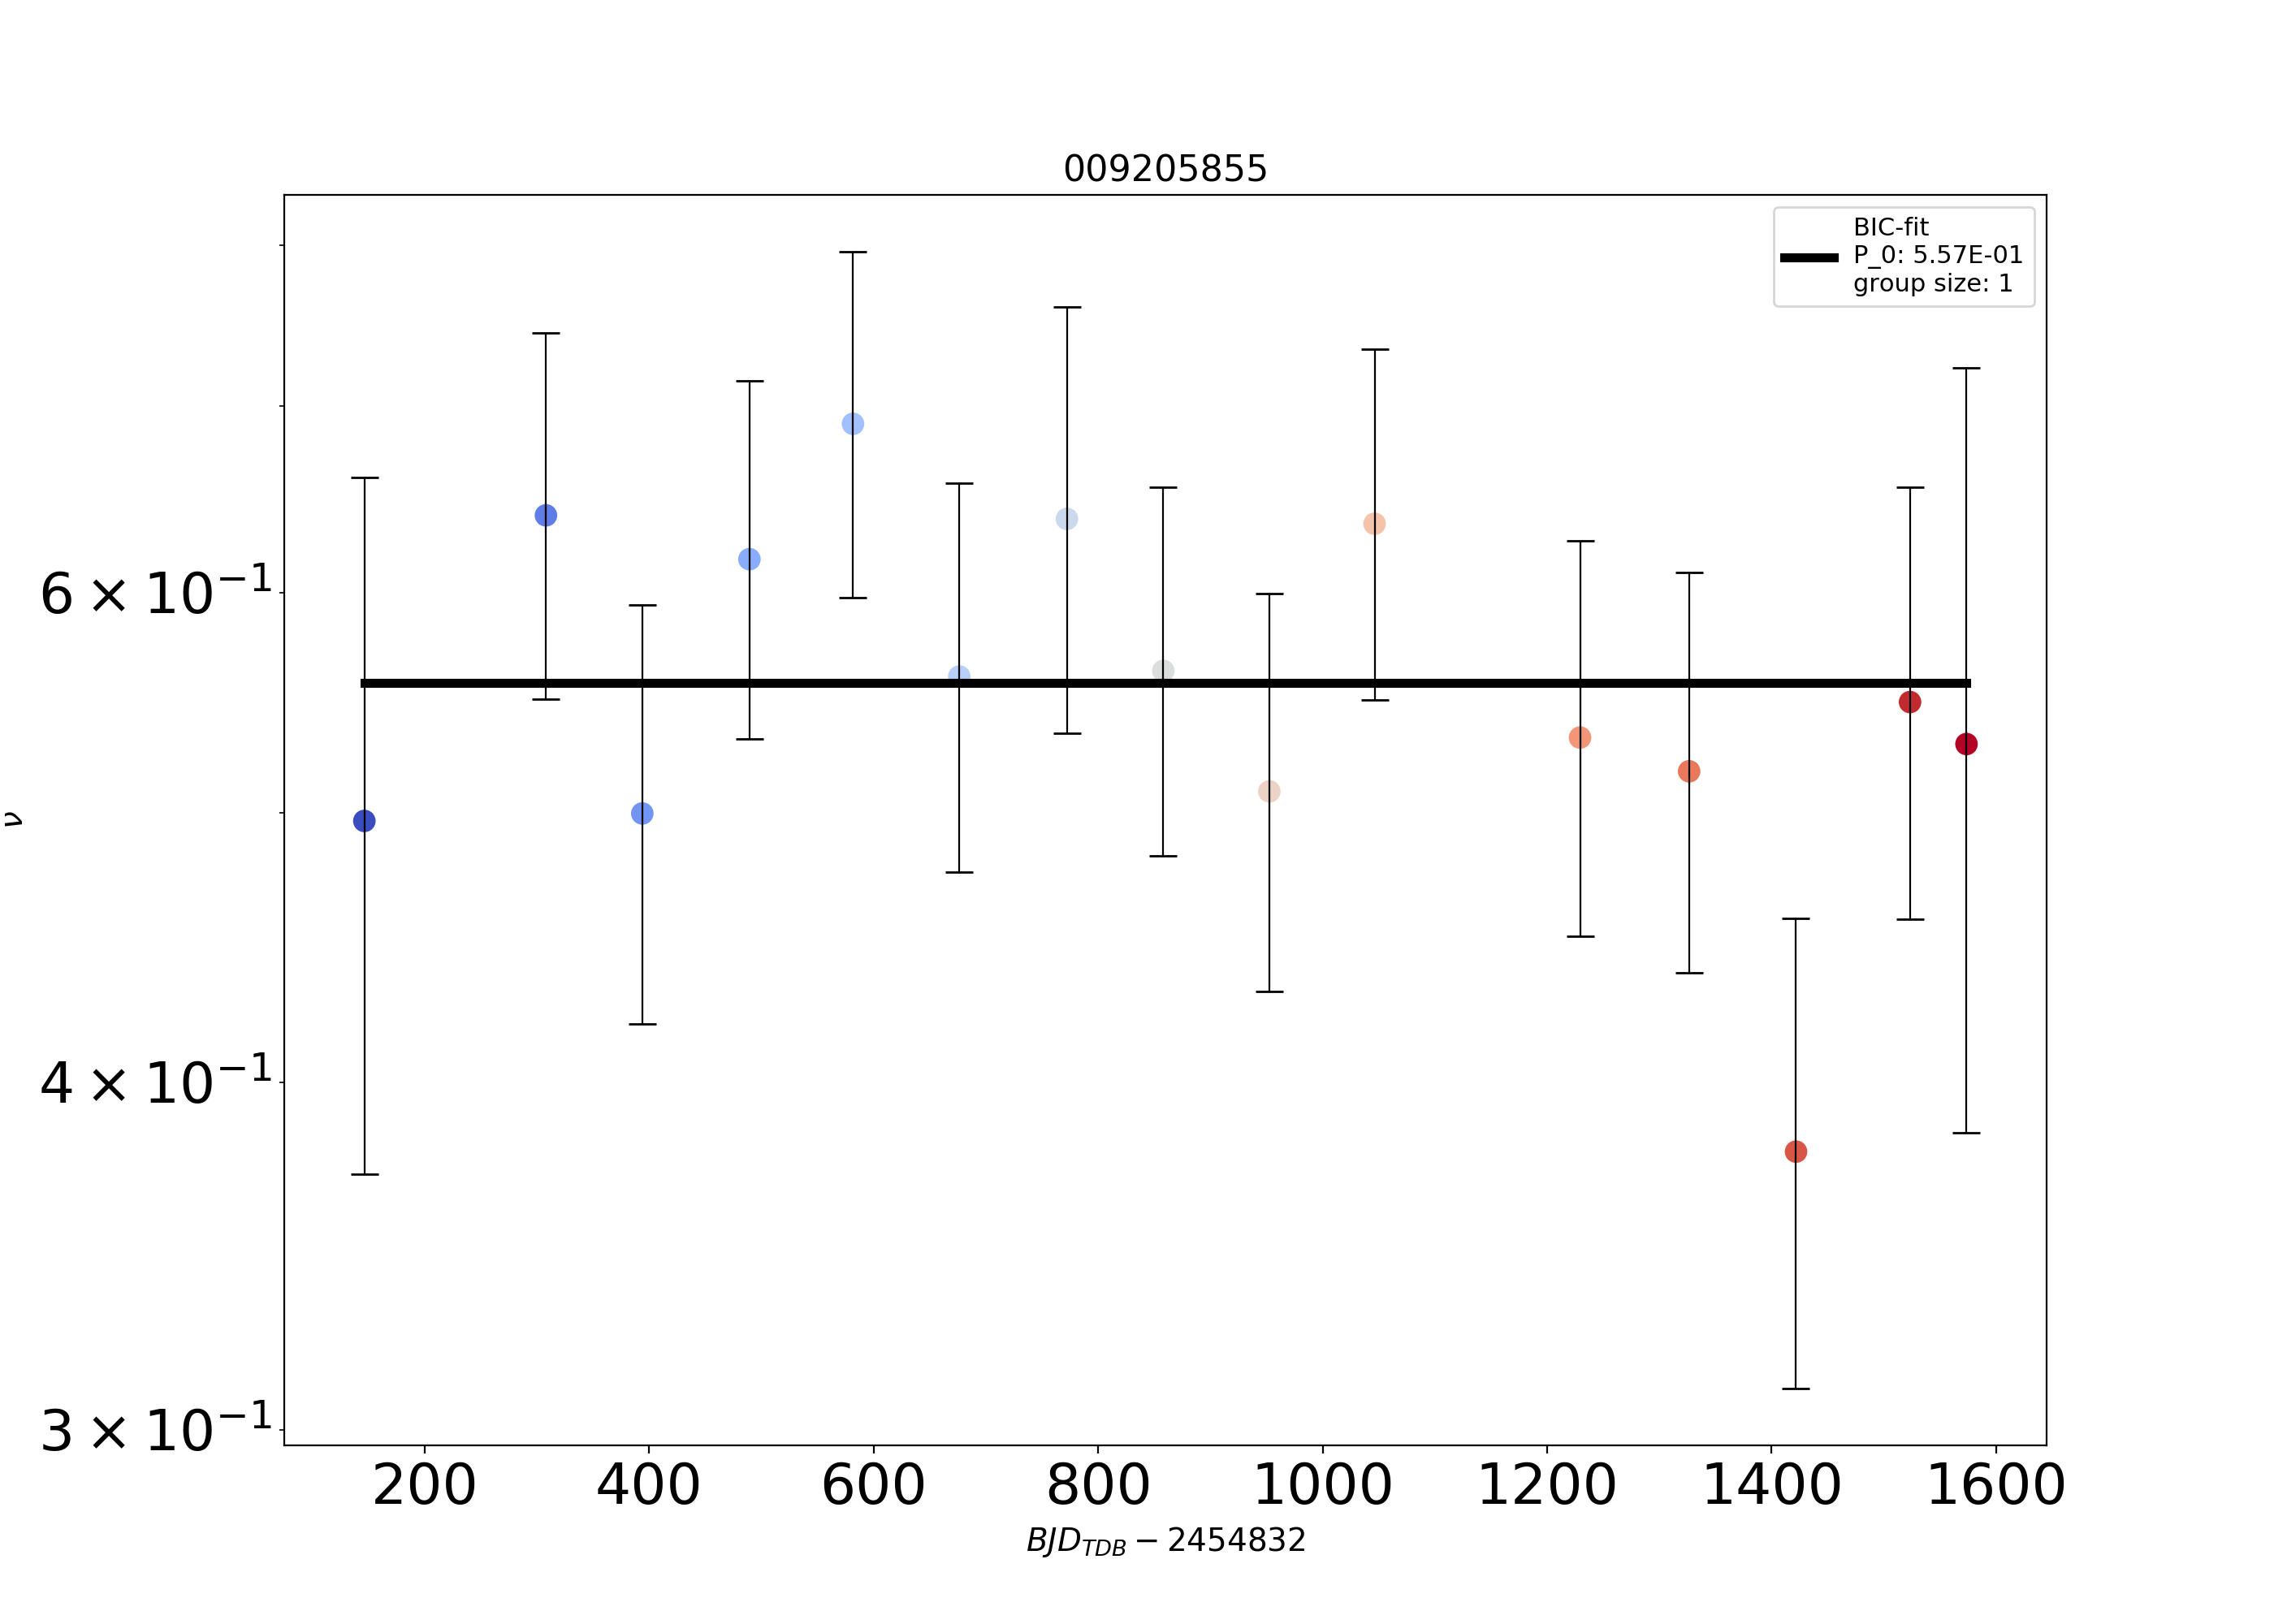 009205855
BIC-fit
P_0: 5.57E-01
group size: 1
6 × 10⁻¹
4 × 10⁻¹
3 × 10⁻¹
ν
200 400 600 800 1000 1200 1400 1600
BJD_TDB − 2454832